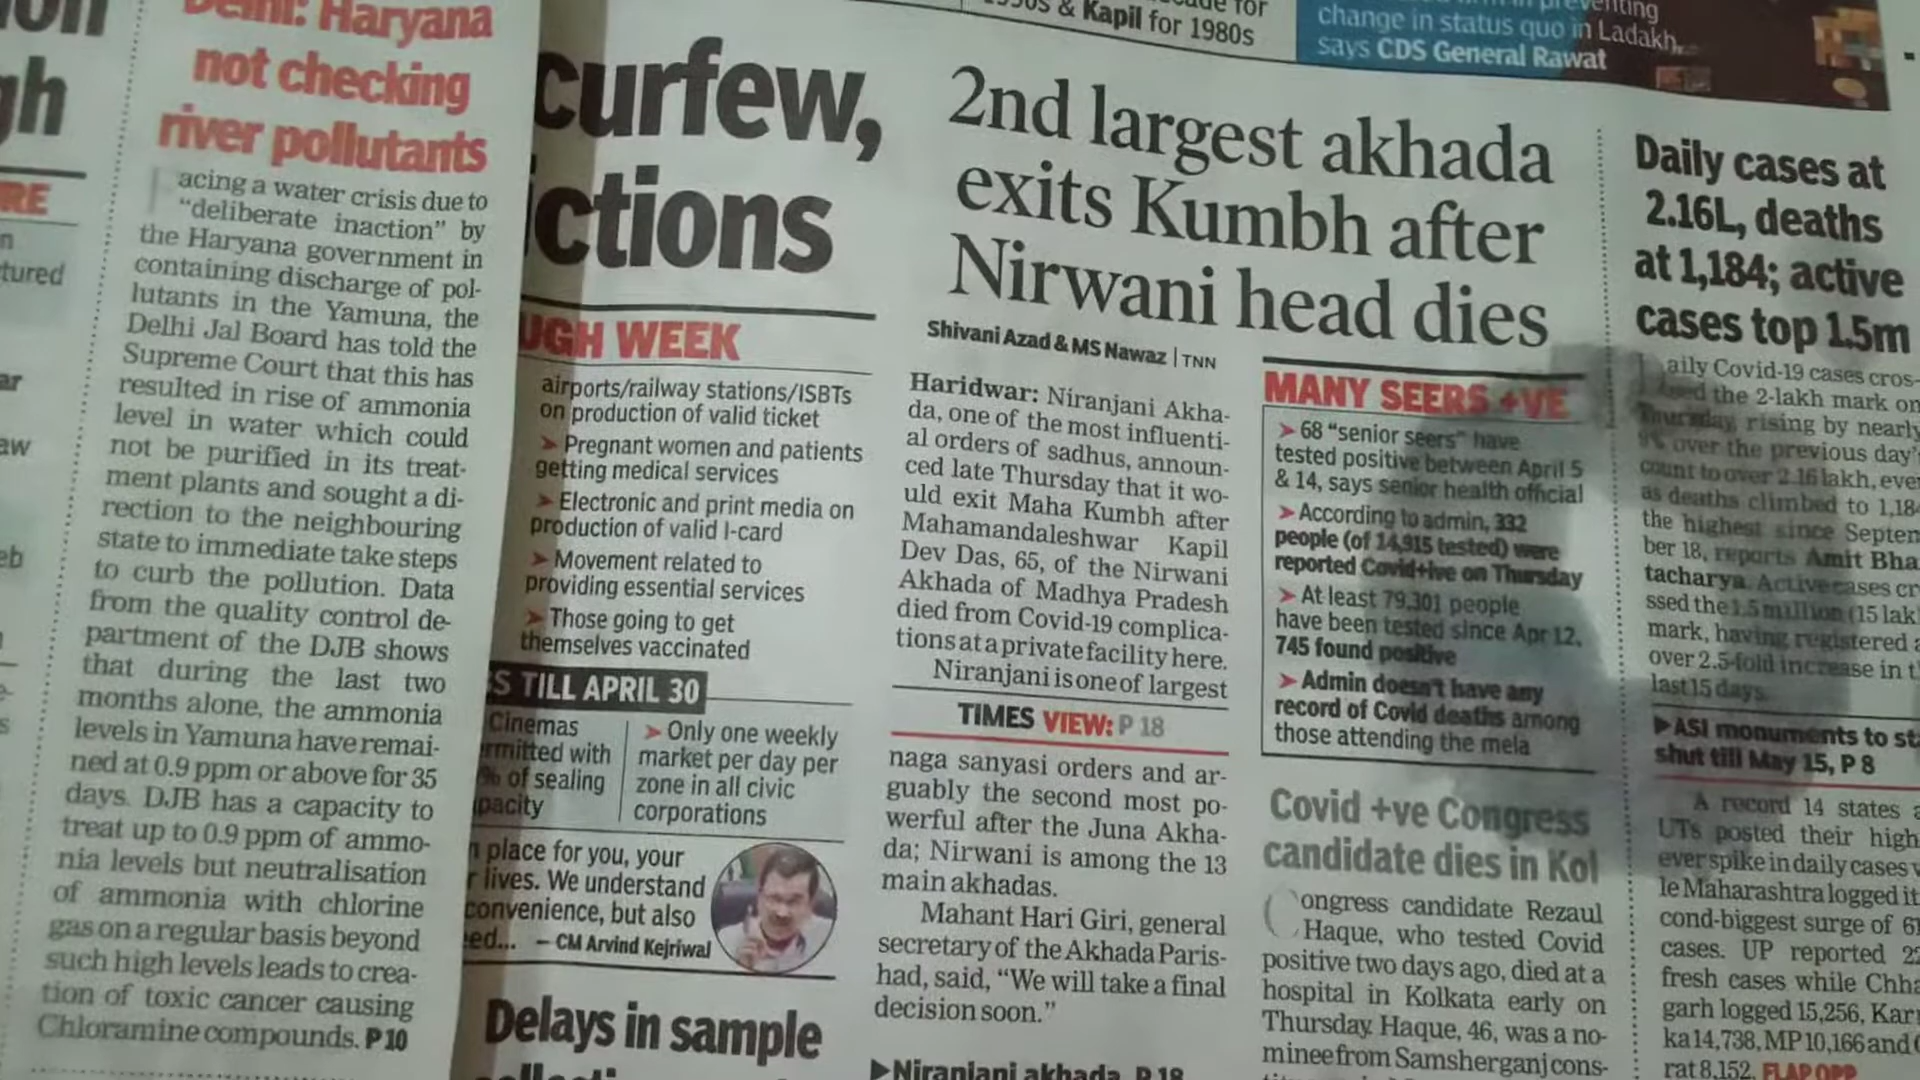 Delhi: Haryana
not checking
river pollutants
acing a water crisis due to
“deliberate inaction” by
the Haryana government in
containing discharge of pol-
lutants in the Yamuna, the
Delhi Jal Board has told the
Supreme Court that this has
resulted in rise of ammonia
level in water which could
not be purified in its treat-
ment plants and sought a di-
rection to the neighbouring
state to immediate take steps
to curb the pollution. Data
from the quality control de-
partment of the DJB shows
that during the last two
months alone, the ammonia
levels in Yamuna have remai-
ned at 0.9 ppm or above for 35
days. DJB has a capacity to
treat up to 0.9 ppm of ammo-
nia levels but neutralisation
of ammonia with chlorine
gas on a regular basis beyond
such high levels leads to crea-
tion of toxic cancer causing
Chloramine compounds. P 10
gh
RE
tured
curfew,
ctions
UGH WEEK
airports/railway stations/ISBTs
on production of valid ticket
➤ Pregnant women and patients
getting medical services
➤ Electronic and print media on
production of valid I-card
➤ Movement related to
providing essential services
➤ Those going to get
themselves vaccinated
S TILL APRIL 30
Cinemas
rmitted with
% of sealing
pacity
➤ Only one weekly
market per day per
zone in all civic
corporations
place for you, your
lives. We understand
convenience, but also
ed... – CM Arvind Kejriwal
Delays in sample
& Kapil for 1980s
change in status quo in Ladakh,
says CDS General Rawat
2nd largest akhada
exits Kumbh after
Nirwani head dies
Shivani Azad & MS Nawaz | TNN
Haridwar: Niranjani Akha-
da, one of the most influenti-
al orders of sadhus, announ-
ced late Thursday that it wo-
uld exit Maha Kumbh after
Mahamandaleshwar Kapil
Dev Das, 65, of the Nirwani
Akhada of Madhya Pradesh
died from Covid-19 complica-
tions at a private facility here.
Niranjani is one of largest
TIMES VIEW: P 18
naga sanyasi orders and ar-
guably the second most po-
werful after the Juna Akha-
da; Nirwani is among the 13
main akhadas.
Mahant Hari Giri, general
secretary of the Akhada Paris-
had, said, “We will take a final
decision soon.”
▶Niranjani akhada, P 18
MANY SEERS +VE
➤ 68 “senior seers” have
tested positive between April 5
& 14, says senior health official
➤ According to admin, 332
people (of 14,915 tested) were
reported Covid+ive on Thursday
➤ At least 79,301 people
have been tested since Apr 12,
745 found positive
➤ Admin doesn't have any
record of Covid deaths among
those attending the mela
Covid +ve Congress
candidate dies in Kol
Congress candidate Rezaul
Haque, who tested Covid
positive two days ago, died at a
hospital in Kolkata early on
Thursday. Haque, 46, was a no-
minee from Samsherganj cons-
Daily cases at
2.16L, deaths
at 1,184; active
cases top 1.5m
aily Covid-19 cases cros-
sed the 2-lakh mark on
Thursday, rising by nearly
9% over the previous day's
count to over 2.16 lakh, even
as deaths climbed to 1,184
the highest since Septem
ber 18, reports Amit Bha
tacharya. Active cases cr
ssed the 1.5 million (15 lak
mark, having registered a
over 2.5-fold increase in t
last 15 days.
▶ASI monuments to st
shut till May 15, P 8
A record 14 states a
UTs posted their high
ever spike in daily cases w
le Maharashtra logged it
cond-biggest surge of 61
cases. UP reported 22
fresh cases while Chha
garh logged 15,256, Kar
ka 14,738, MP 10,166 and G
rat 8,152. FLAP OPP